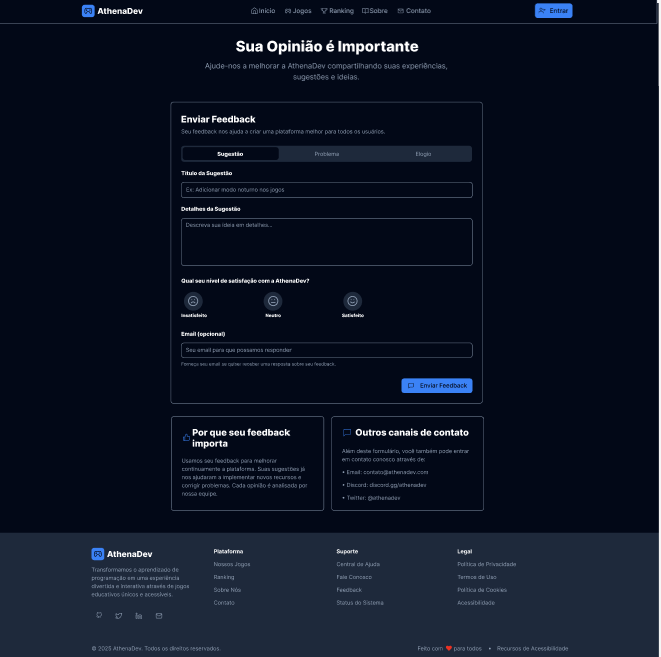 AthenaDev
Início Jogos Ranking Sobre Contato
Entrar
Sua Opinião é Importante
Ajude-nos a melhorar a AthenaDev compartilhando suas experiências,
sugestões e ideias.
Enviar Feedback
Seu feedback nos ajuda a criar uma plataforma melhor para todos os usuários.
Sugestão Problema Elogio
Título da Sugestão
Ex: Adicionar modo noturno nos jogos
Detalhes da Sugestão
Descreva sua ideia em detalhes...
Qual seu nível de satisfação com a AthenaDev?
Insatisfeito Neutro Satisfeito
Email (opcional)
Seu email para que possamos responder
Forneça seu email se quiser receber uma resposta sobre seu feedback.
Enviar Feedback
Por que seu feedback
importa
Usamos seu feedback para melhorar
continuamente a plataforma. Suas sugestões já
nos ajudaram a implementar novos recursos e
corrigir problemas. Cada opinião é analisada por
nossa equipe.
Outros canais de contato
Além deste formulário, você também pode entrar
em contato conosco através de:
• Email: contato@athenadev.com
• Discord: discord.gg/athenadev
• Twitter: @athenadev
AthenaDev
Transformamos o aprendizado de
programação em uma experiência
divertida e interativa através de jogos
educativos únicos e acessíveis.
Plataforma
Nossos Jogos
Ranking
Sobre Nós
Contato
Suporte
Central de Ajuda
Fale Conosco
Feedback
Status do Sistema
Legal
Política de Privacidade
Termos de Uso
Política de Cookies
Acessibilidade
© 2025 AthenaDev. Todos os direitos reservados.
Feito com ❤️ para todos • Recursos de Acessibilidade